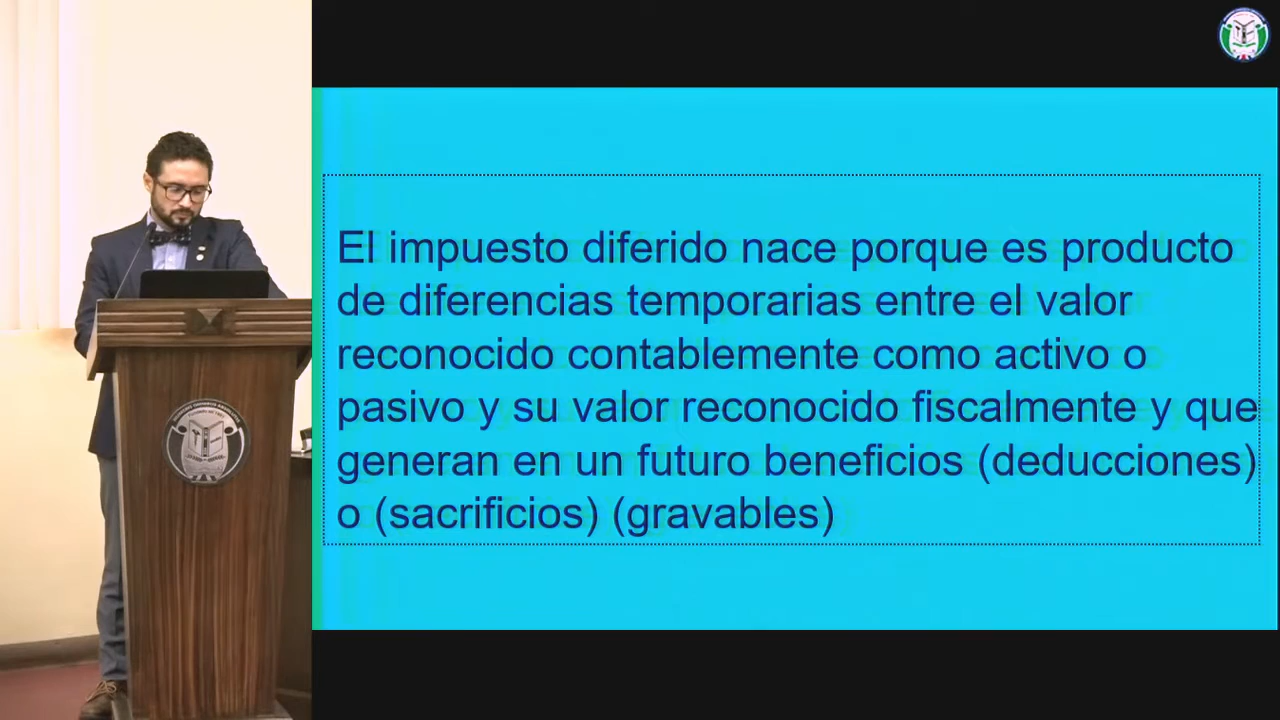 El impuesto diferido nace porque es producto
de diferencias temporarias entre el valor
reconocido contablemente como activo o
pasivo y su valor reconocido fiscalmente y que
generan en un futuro beneficios (deducciones)
o (sacrificios) (gravables)